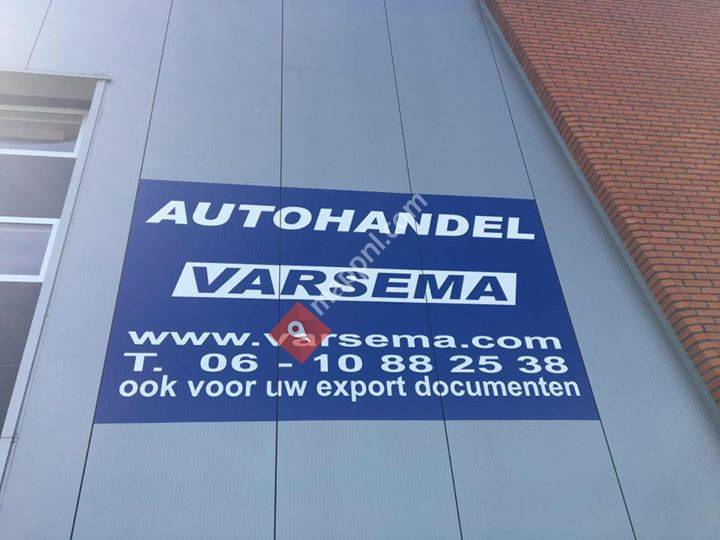 AUTOHANDEL
VARSEMA
www.varsema.com
T. 06 - 10 88 25 38
ook voor uw export documenten